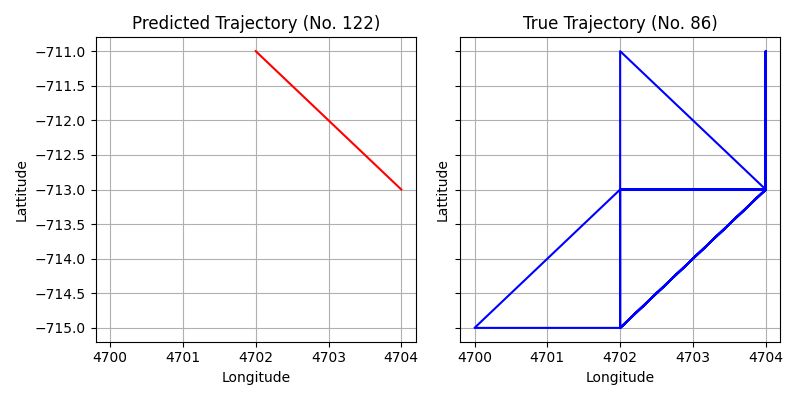 Predicted Trajectory (No. 122)
−711.0
−711.5
−712.0
−712.5
−713.0
−713.5
−714.0
−714.5
−715.0
Lattitude
4700 4701 4702 4703 4704
Longitude
True Trajectory (No. 86)
Lattitude
4700 4701 4702 4703 4704
Longitude